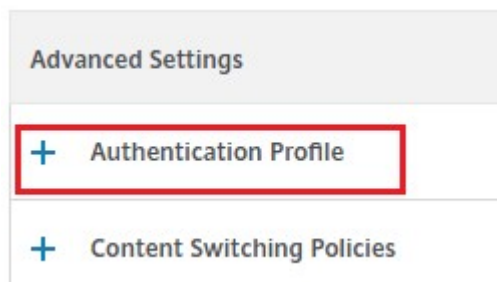 Advanced Settings
+ Authentication Profile
+ Content Switching Policies